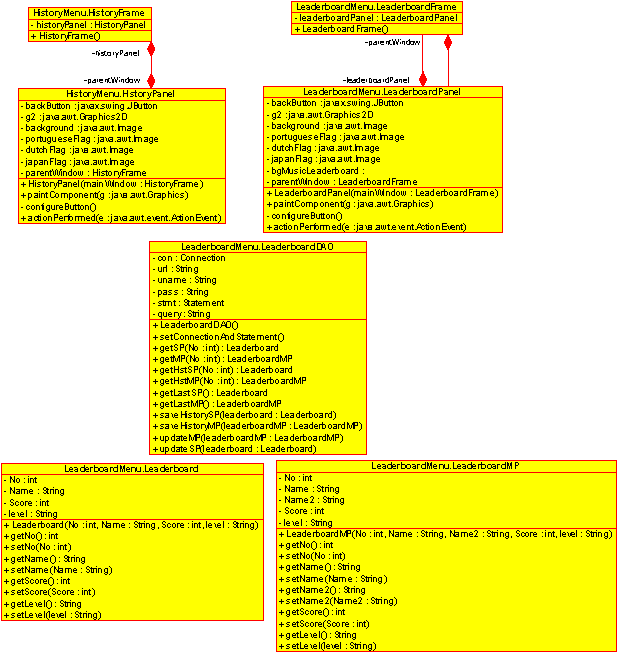 HistoryMenu.HistoryFrame
- historyPanel : HistoryPanel
+ HistoryFrame()
-historyPanel
-parentWindow
HistoryMenu.HstoryPanel
- backButton : javax.swing.JButton
- g2 : java.awt.Graphics2D
- background : java.awt.Image
- portugueseFlag : java.awt.Image
- dutchFlag : java.awt.Image
- japanFlag : java.awt.Image
- parentWindow : HistoryFrame
+ HistoryPanel(mainWindow : HistoryFrame)
+ paintComponent(g : java.awt.Graphics)
- configureButton()
+ actionPerformed(e : java.awt.event.ActionEvent)
LeaderboardMenu.LeaderboardFrame
- leaderboardPanel : LeaderboardPanel
+ LeaderboardFrame()
-parentWindow
-leaderboardPanel
LeaderboardMenu.LeaderboardPanel
- backButton : javax.swing.JButton
- g2 : java.awt.Graphics2D
- background : java.awt.Image
- portugueseFlag : java.awt.Image
- dutchFlag : java.awt.Image
- japanFlag : java.awt.Image
- bgMusicLeaderboard :
- parentWindow : LeaderboardFrame
+ LeaderboardPanel(mainWindow : LeaderboardFrame)
+ paintComponent(g : java.awt.Graphics)
- configureButton()
+ actionPerformed(e : java.awt.event.ActionEvent)
LeaderboardMenu.LeaderboardDAO
- con : Connection
- url : String
- uname : String
- pass : String
- stmt : Statement
- query : String
+ LeaderboardDAO()
+ setConnectionAndStatement()
+ getSP(No : int) : Leaderboard
+ getMP(No : int) : LeaderboardMP
+ getHstSP(No : int) : Leaderboard
+ getHstMP(No : int) : LeaderboardMP
+ getLastSP() : Leaderboard
+ getLastMP() : LeaderboardMP
+ saveHistorySP(leaderboard : Leaderboard)
+ saveHistoryMP(leaderboardMP : LeaderboardMP)
+ updateMP(leaderboardMP : LeaderboardMP)
+ updateSP(leaderboard : Leaderboard)
LeaderboardMenu.Leaderboard
- No : int
- Name : String
- Score : int
- level : String
+ Leaderboard(No : int, Name : String, Score : int, level : String)
+ getNo() : int
+ setNo(No : int)
+ getName() : String
+ setName(Name : String)
+ getScore() : int
+ setScore(Score : int)
+ getLevel() : String
+ setLevel(level : String)
LeaderboardMenu.LeaderboardMP
- No : int
- Name : String
- Name2 : String
- Score : int
- level : String
+ LeaderboardMP(No : int, Name : String, Name2 : String, Score : int, level : String)
+ getNo() : int
+ setNo(No : int)
+ getName() : String
+ setName(Name : String)
+ getName2() : String
+ setName2(Name2 : String)
+ getScore() : int
+ setScore(Score : int)
+ getLevel() : String
+ setLevel(level : String)